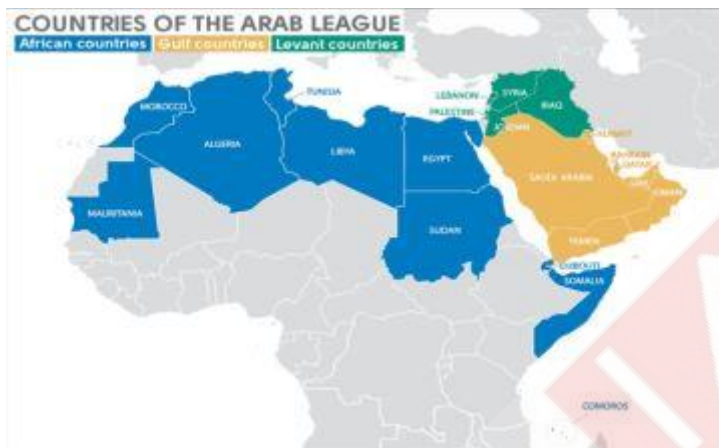 COUNTRIES OF THE ARAB LEAGUE
African countries Gulf countries Levant countries
TUNISIA
LEBANON
SYRIA
MOROCCO
IRAQ
PALESTINE
JORDAN
KUWAIT
ALGERIA
LIBYA
EGYPT
BAHRAIN
QATAR
SAUDI ARABIA
UAE
OMAN
MAURITANIA
SUDAN
YEMEN
DJIBOUTI
SOMALIA
COMOROS